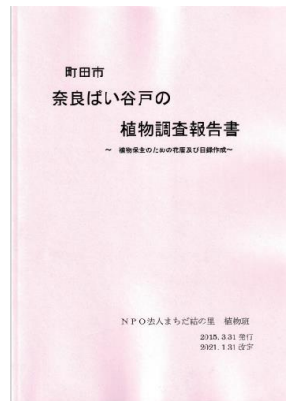 町田市
奈良ばい谷戸の
植物調査報告書
~ 植物保全のための花暦及び目録作成~
NPO法人まちだ結の里 植物班
2015.3.31 発行
2021.1.31 改定